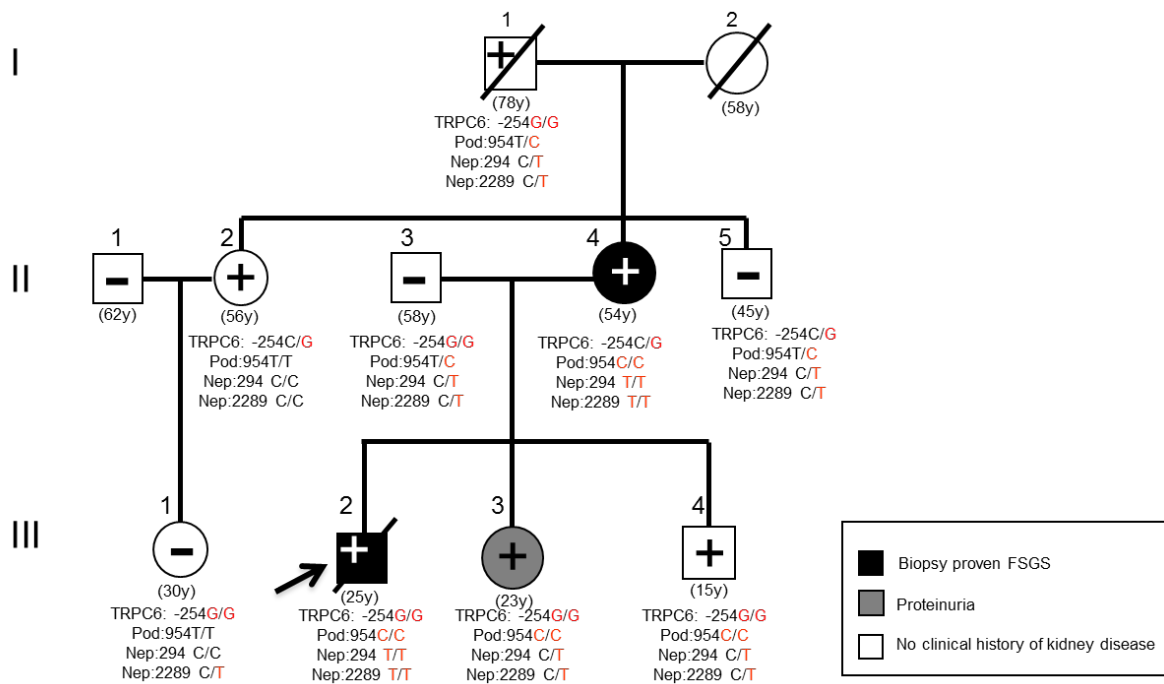 I
1
2
+
(78y)
(58y)
TRPC6: -254G/G
Pod:954T/C
Nep:294 C/T
Nep:2289 C/T
II
1
2
3
4
5
-
+
-
+
-
(62y)
(56y)
(58y)
(54y)
(45y)
TRPC6: -254C/G
Pod:954T/T
Nep:294 C/C
Nep:2289 C/C
TRPC6: -254G/G
Pod:954T/C
Nep:294 C/T
Nep:2289 C/T
TRPC6: -254C/G
Pod:954C/C
Nep:294 T/T
Nep:2289 T/T
TRPC6: -254C/G
Pod:954T/C
Nep:294 C/T
Nep:2289 C/T
III
1
2
3
4
-
+
+
+
(30y)
(25y)
(23y)
(15y)
TRPC6: -254G/G
Pod:954T/T
Nep:294 C/C
Nep:2289 C/T
TRPC6: -254G/G
Pod:954C/C
Nep:294 T/T
Nep:2289 T/T
TRPC6: -254G/G
Pod:954C/C
Nep:294 C/T
Nep:2289 C/T
TRPC6: -254G/G
Pod:954C/C
Nep:294 C/T
Nep:2289 C/T
Biopsy proven FSGS
Proteinuria
No clinical history of kidney disease